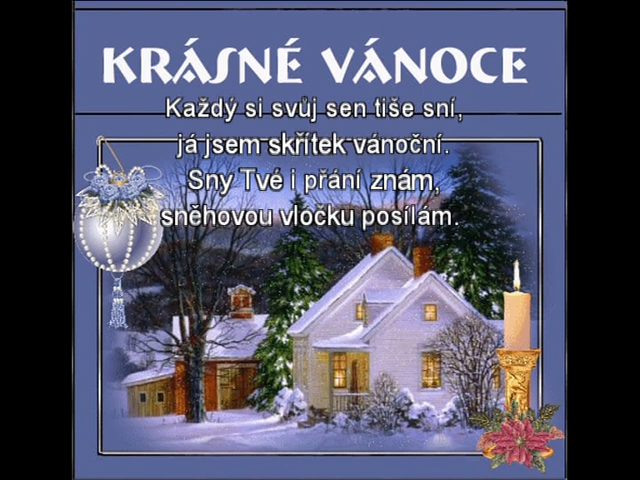 KRÁSNÉ VÁNOCE
Každý si svůj sen tiše sní,
já jsem skřítek vánoční.
Sny Tvé i přání znám,
sněhovou vločku posílám.